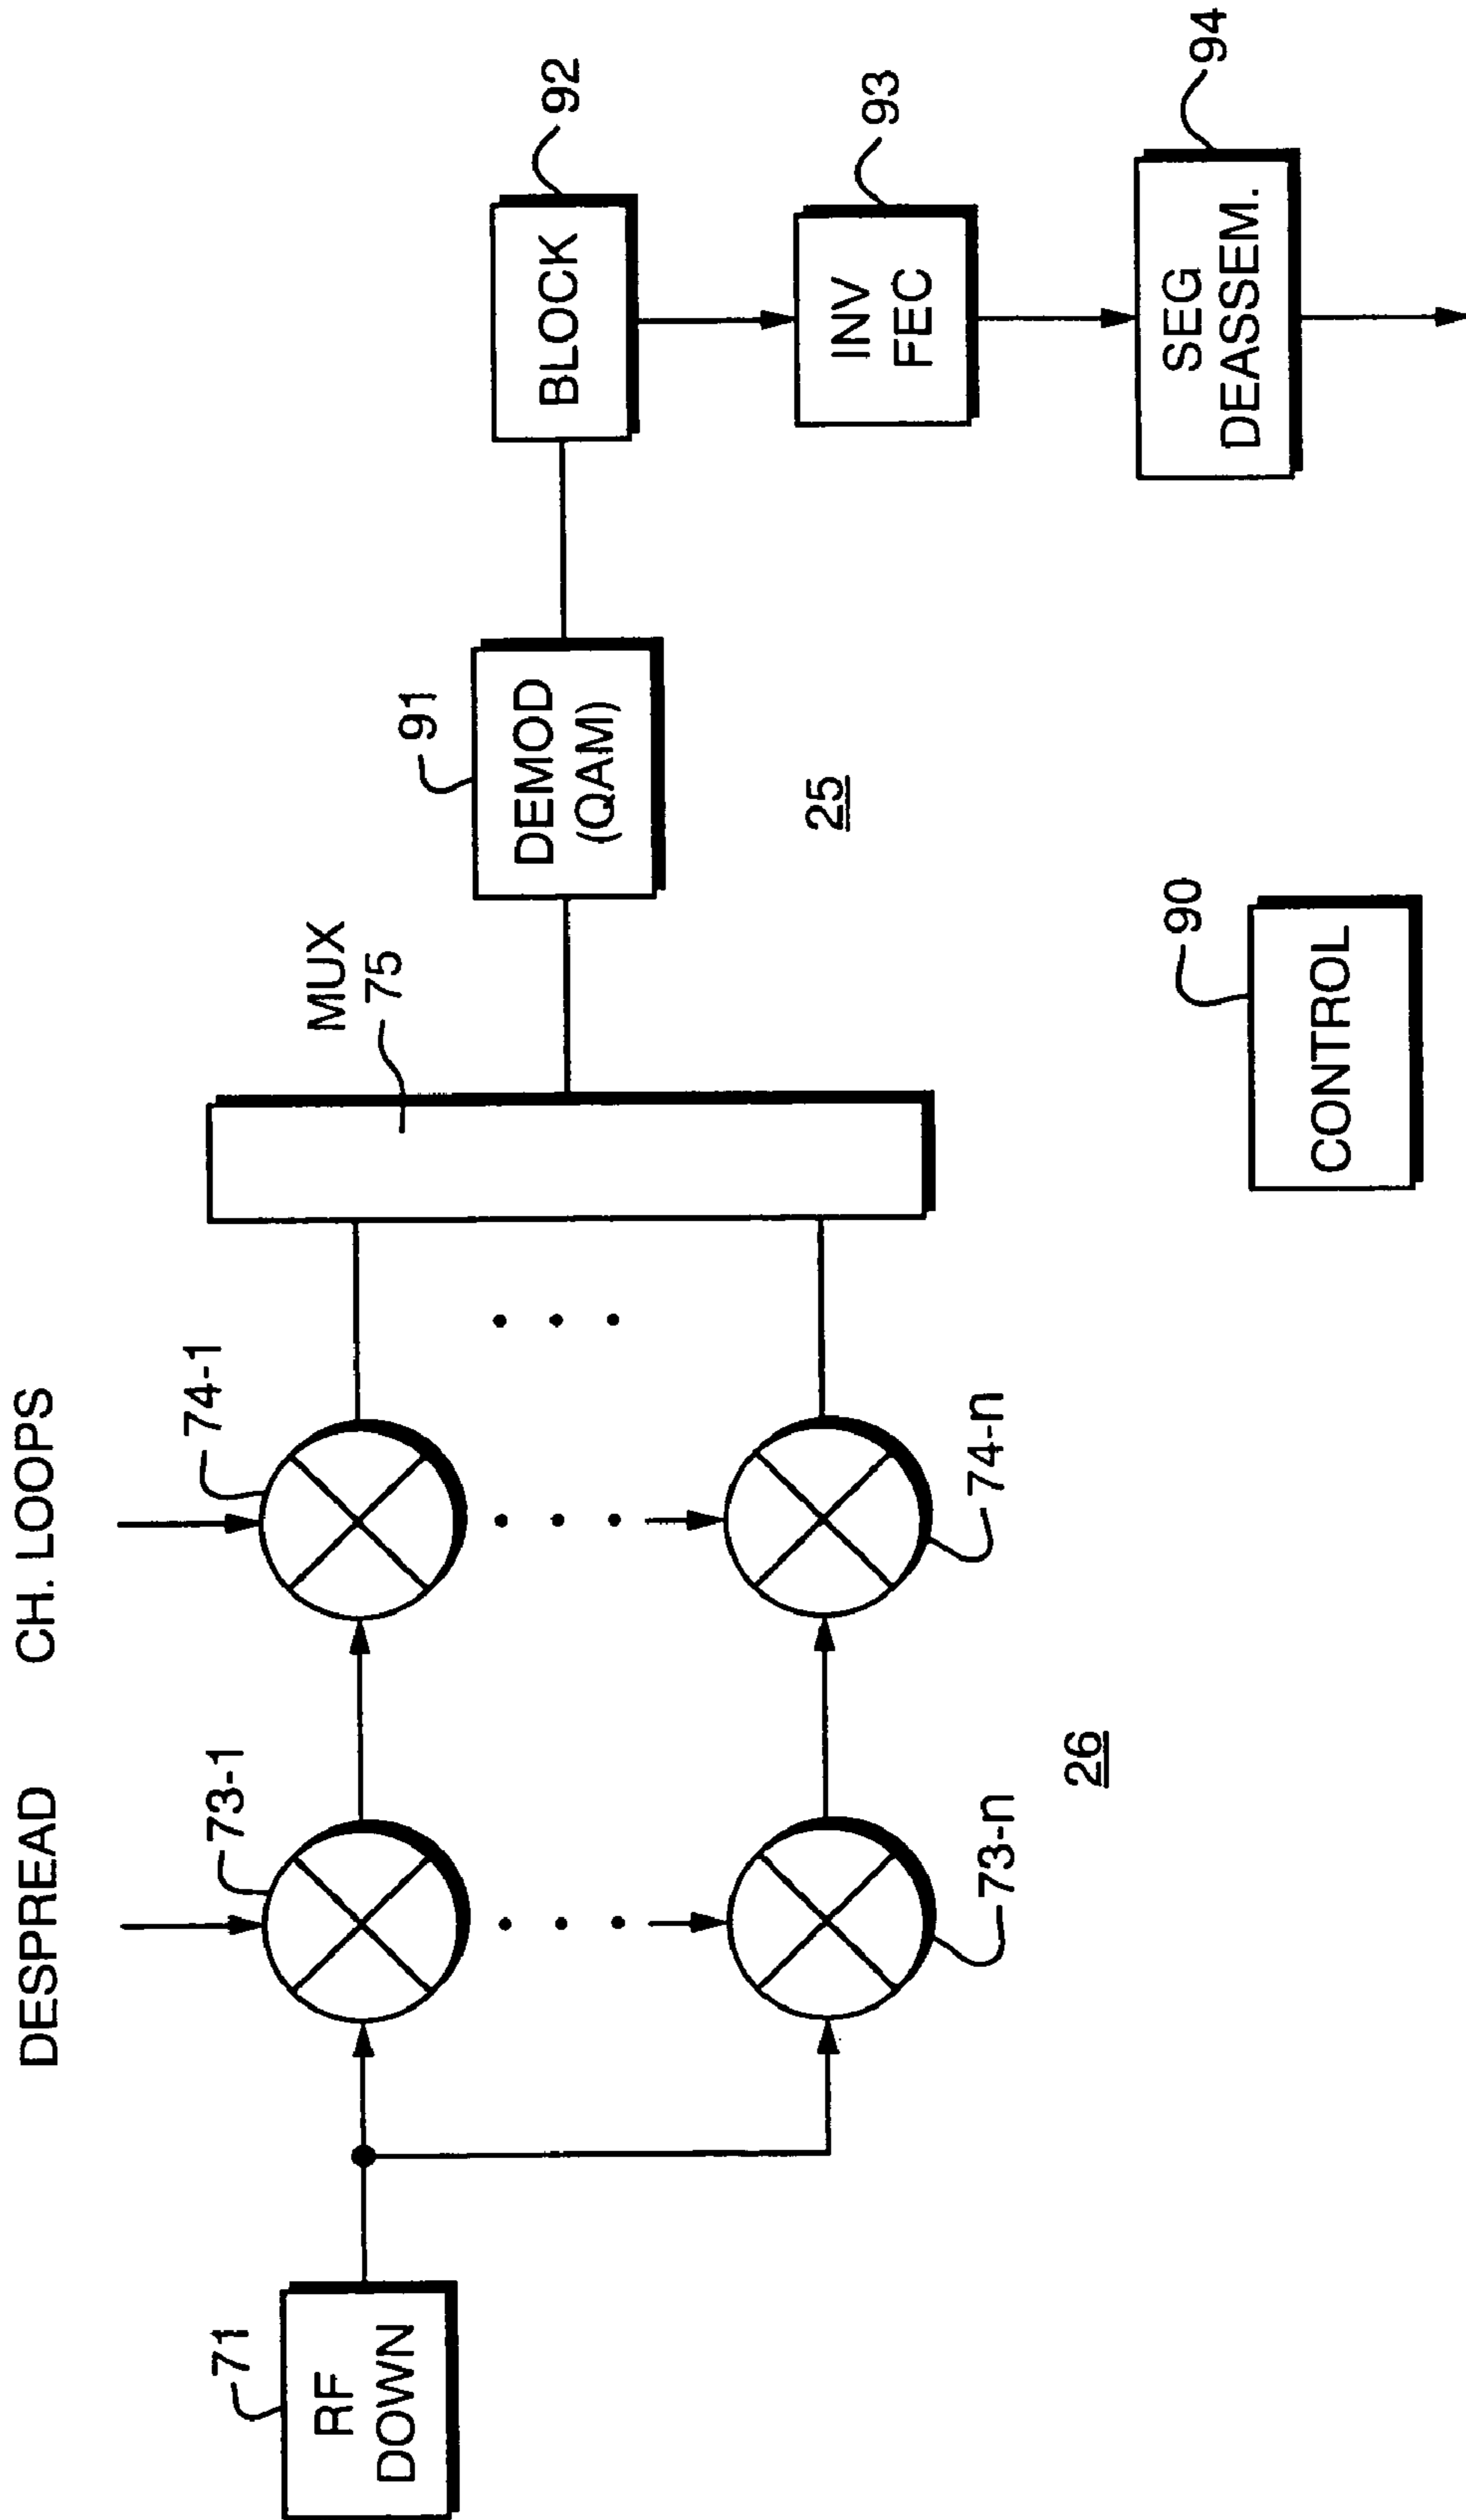 DESPREAD
CH. LOOPS
71
RF
DOWN
73-1
74-1
MUX
75
91
DEMOD
(QAM)
92
BLOCK
93
INV
FEC
94
SEG
DEASSEM.
73-n
74-n
26
25
90
CONTROL